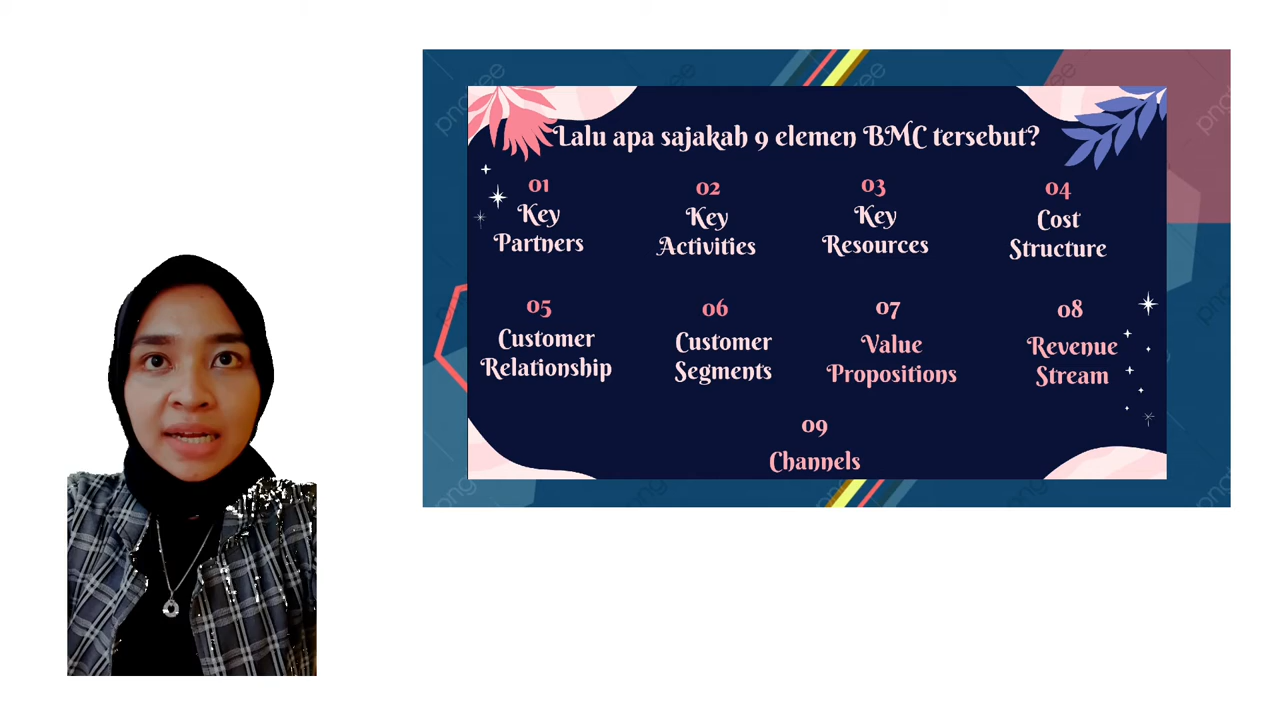 Lalu apa sajakah 9 elemen BMC tersebut?
01
Key
Partners
02
Key
Activities
03
Key
Resources
04
Cost
Structure
05
Customer
Relationship
06
Customer
Segments
07
Value
Propositions
08
Revenue
Stream
09
Channels